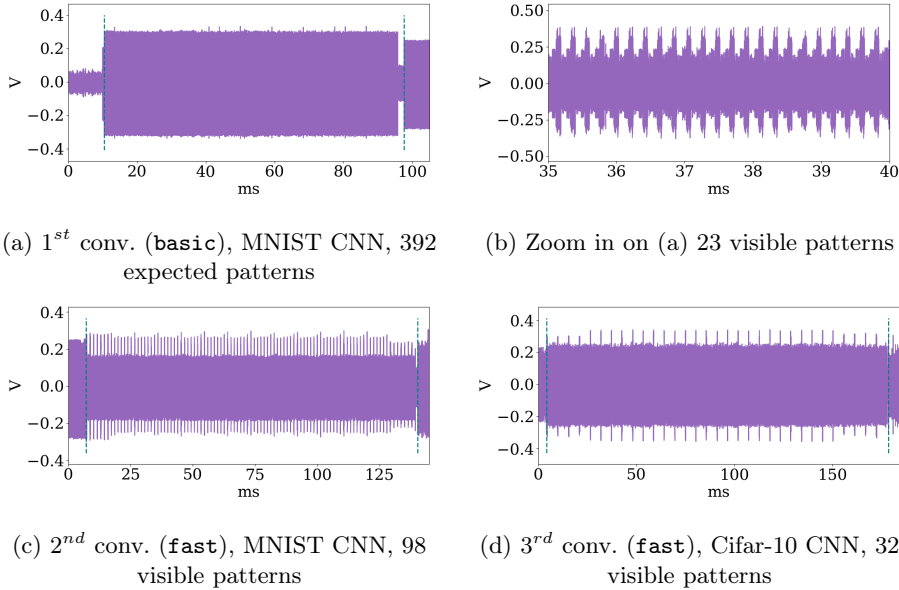 0.4
0.2
0.0
−0.2
−0.4
V
0 20 40 60 80 100
ms
0.50
0.25
0.00
−0.25
−0.50
V
35 36 37 38 39 40
ms
(a) 1st conv. (basic), MNIST CNN, 392
expected patterns
(b) Zoom in on (a) 23 visible patterns
0.4
0.2
0.0
−0.2
−0.4
V
0 25 50 75 100 125
ms
0.4
0.2
0.0
−0.2
−0.4
V
0 50 100 150
ms
(c) 2nd conv. (fast), MNIST CNN, 98
visible patterns
(d) 3rd conv. (fast), Cifar-10 CNN, 32
visible patterns